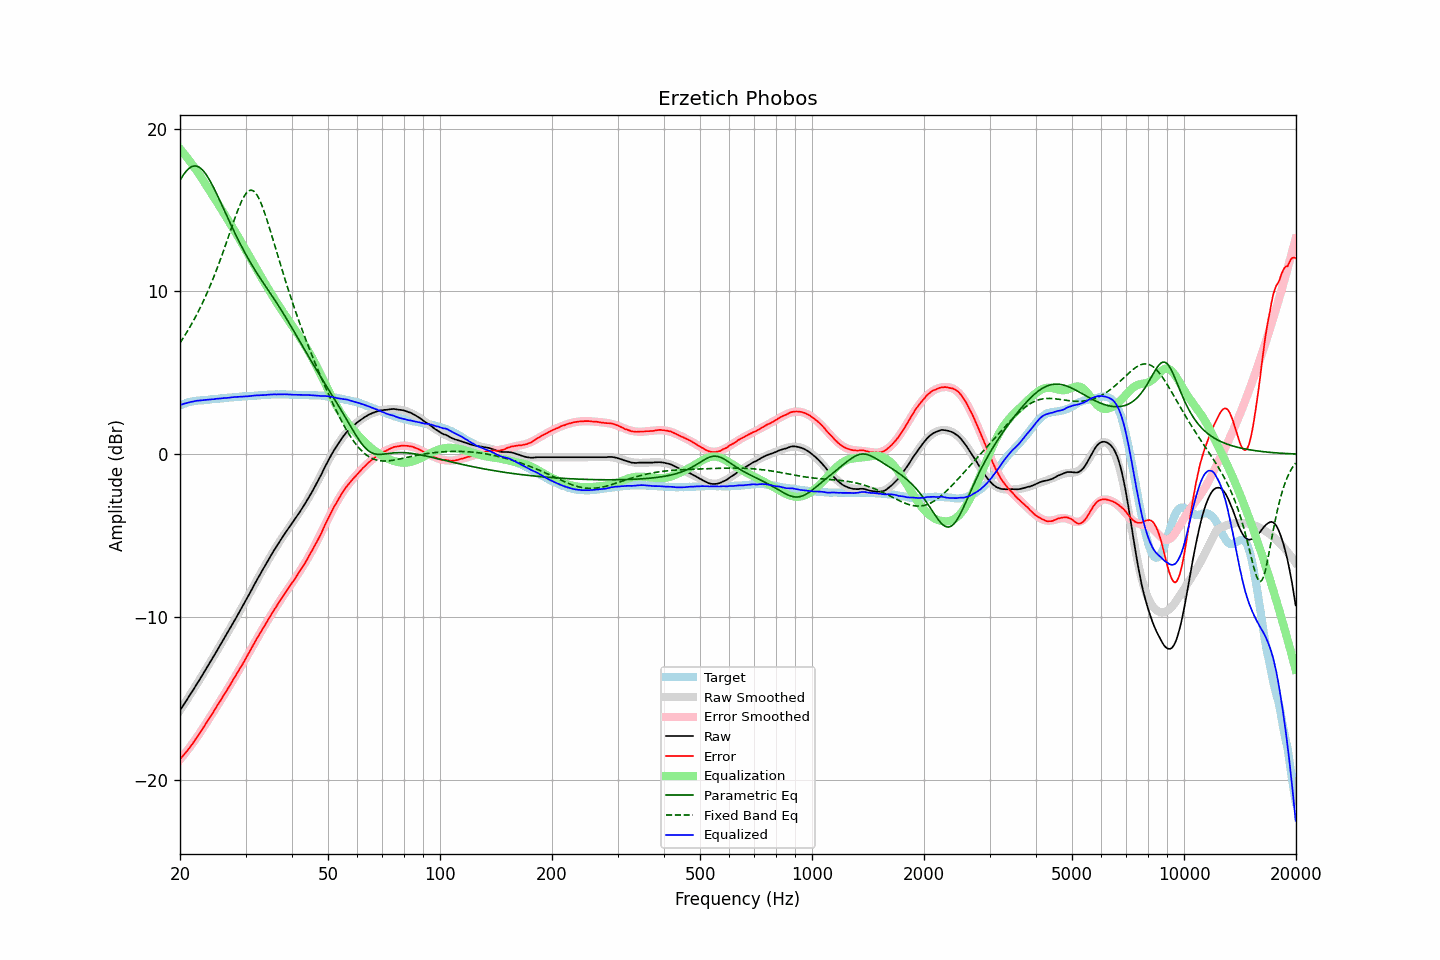 Erzetich Phobos
Amplitude (dBr)
20
10
0
−10
−20
Target
Raw Smoothed
Error Smoothed
Raw
Error
Equalization
Parametric Eq
Fixed Band Eq
Equalized
20 50 100 200 500 1000 2000 5000 10000 20000
Frequency (Hz)